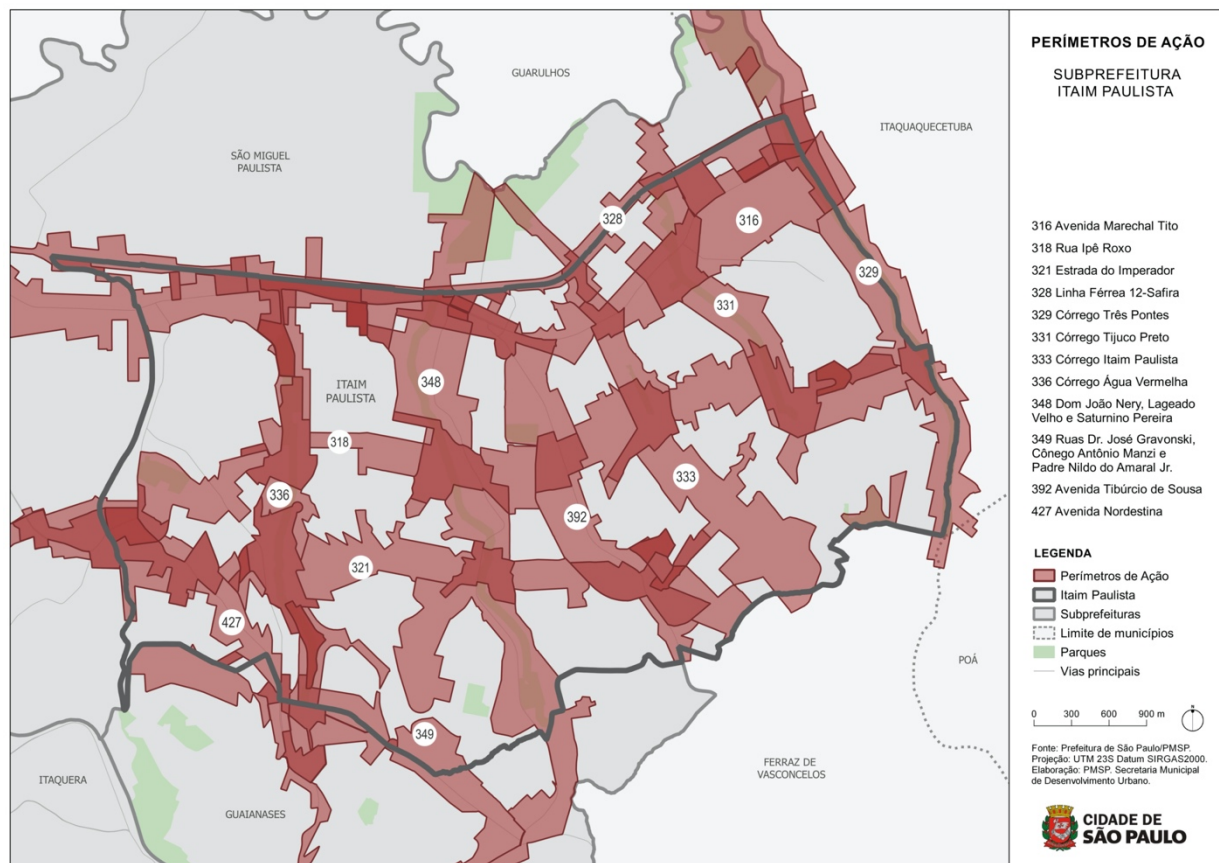 PERÍMETROS DE AÇÃO
SUBPREFEITURA
ITAIM PAULISTA
316 Avenida Marechal Tito
318 Rua Ipê Roxo
321 Estrada do Imperador
328 Linha Férrea 12-Safira
329 Córrego Três Pontes
331 Córrego Tijuco Preto
333 Córrego Itaim Paulista
336 Córrego Água Vermelha
348 Dom João Nery, Lageado
Velho e Saturnino Pereira
349 Ruas Dr. José Gravonski,
Cônego Antônio Manzi e
Padre Nildo do Amaral Jr.
392 Avenida Tibúrcio de Sousa
427 Avenida Nordestina
LEGENDA
Perímetros de Ação
Itaim Paulista
Subprefeituras
Limite de municípios
Parques
Vias principais
0 300 600 900 m
N
Fonte: Prefeitura de São Paulo/PMSP.
Projeção: UTM 23S Datum SIRGAS2000.
Elaboração: PMSP. Secretaria Municipal
de Desenvolvimento Urbano.
CIDADE DE
SÃO PAULO
GUARULHOS
ITAQUAQUECETUBA
SÃO MIGUEL
PAULISTA
328
316
329
331
348
ITAIM
PAULISTA
318
333
336
392
321
427
POÁ
349
FERRAZ DE
VASCONCELOS
ITAQUERA
GUAIANASES